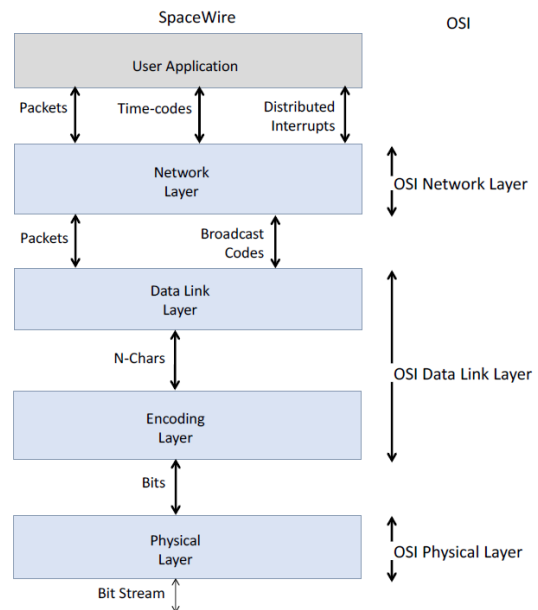 SpaceWire
OSI
User Application
Packets
Time-codes
Distributed
Interrupts
Network
Layer
OSI Network Layer
Packets
Broadcast
Codes
Data Link
Layer
N-Chars
OSI Data Link Layer
Encoding
Layer
Bits
Physical
Layer
OSI Physical Layer
Bit Stream